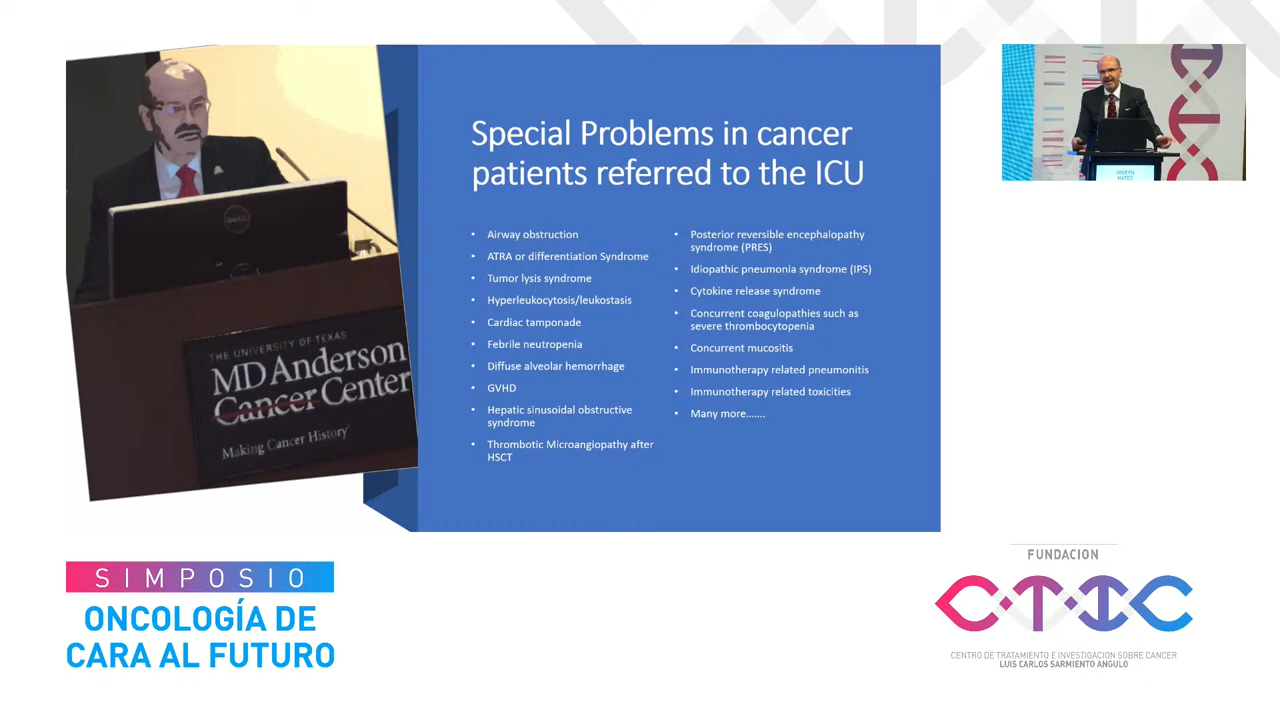 Special Problems in cancer
patients referred to the ICU
• Airway obstruction
• ATRA or differentiation Syndrome
• Tumor lysis syndrome
• Hyperleukocytosis/leukostasis
• Cardiac tamponade
• Febrile neutropenia
• Diffuse alveolar hemorrhage
• GVHD
• Hepatic sinusoidal obstructive
syndrome
• Thrombotic Microangiopathy after
HSCT
• Posterior reversible encephalopathy
syndrome (PRES)
• Idiopathic pneumonia syndrome (IPS)
• Cytokine release syndrome
• Concurrent coagulopathies such as
severe thrombocytopenia
• Concurrent mucositis
• Immunotherapy related pneumonitis
• Immunotherapy related toxicities
• Many more.......
DELL
THE UNIVERSITY OF TEXAS
MD Anderson
Cancer Center
Making Cancer History®
JOSEPH
NATES
SIMPOSIO
ONCOLOGÍA DE
CARA AL FUTURO
FUNDACION
CTIC
CENTRO DE TRATAMIENTO E INVESTIGACION SOBRE CANCER
LUIS CARLOS SARMIENTO ANGULO